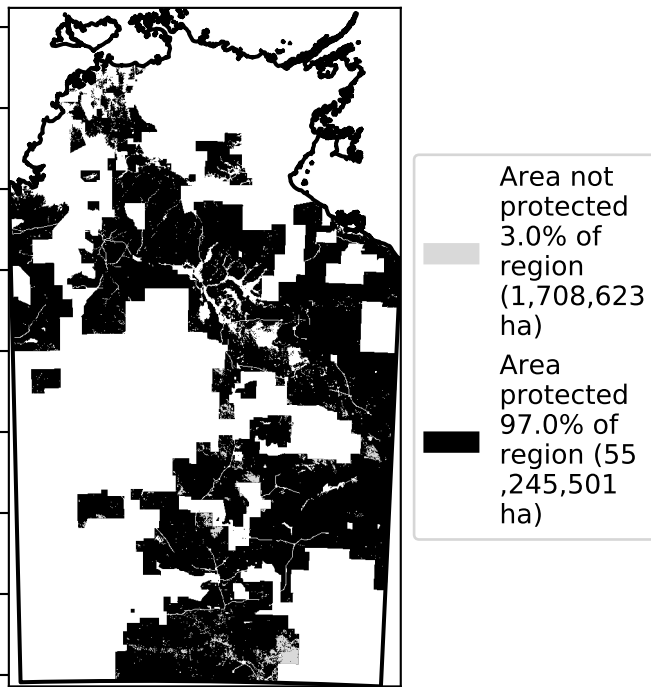 Area not
protected
3.0% of
region
(1,708,623
ha)
Area
protected
97.0% of
region (55
,245,501
ha)